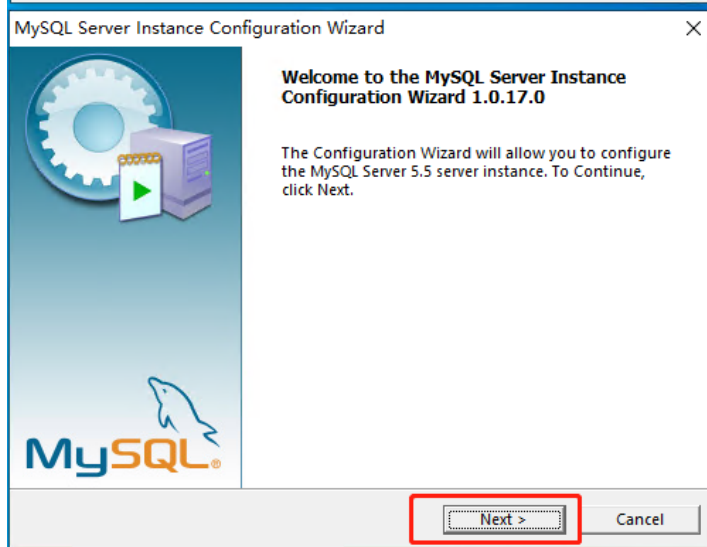 MySQL Server Instance Configuration Wizard
Welcome to the MySQL Server Instance
Configuration Wizard 1.0.17.0
The Configuration Wizard will allow you to configure
the MySQL Server 5.5 server instance. To Continue,
click Next.
MySQL®
Next >
Cancel